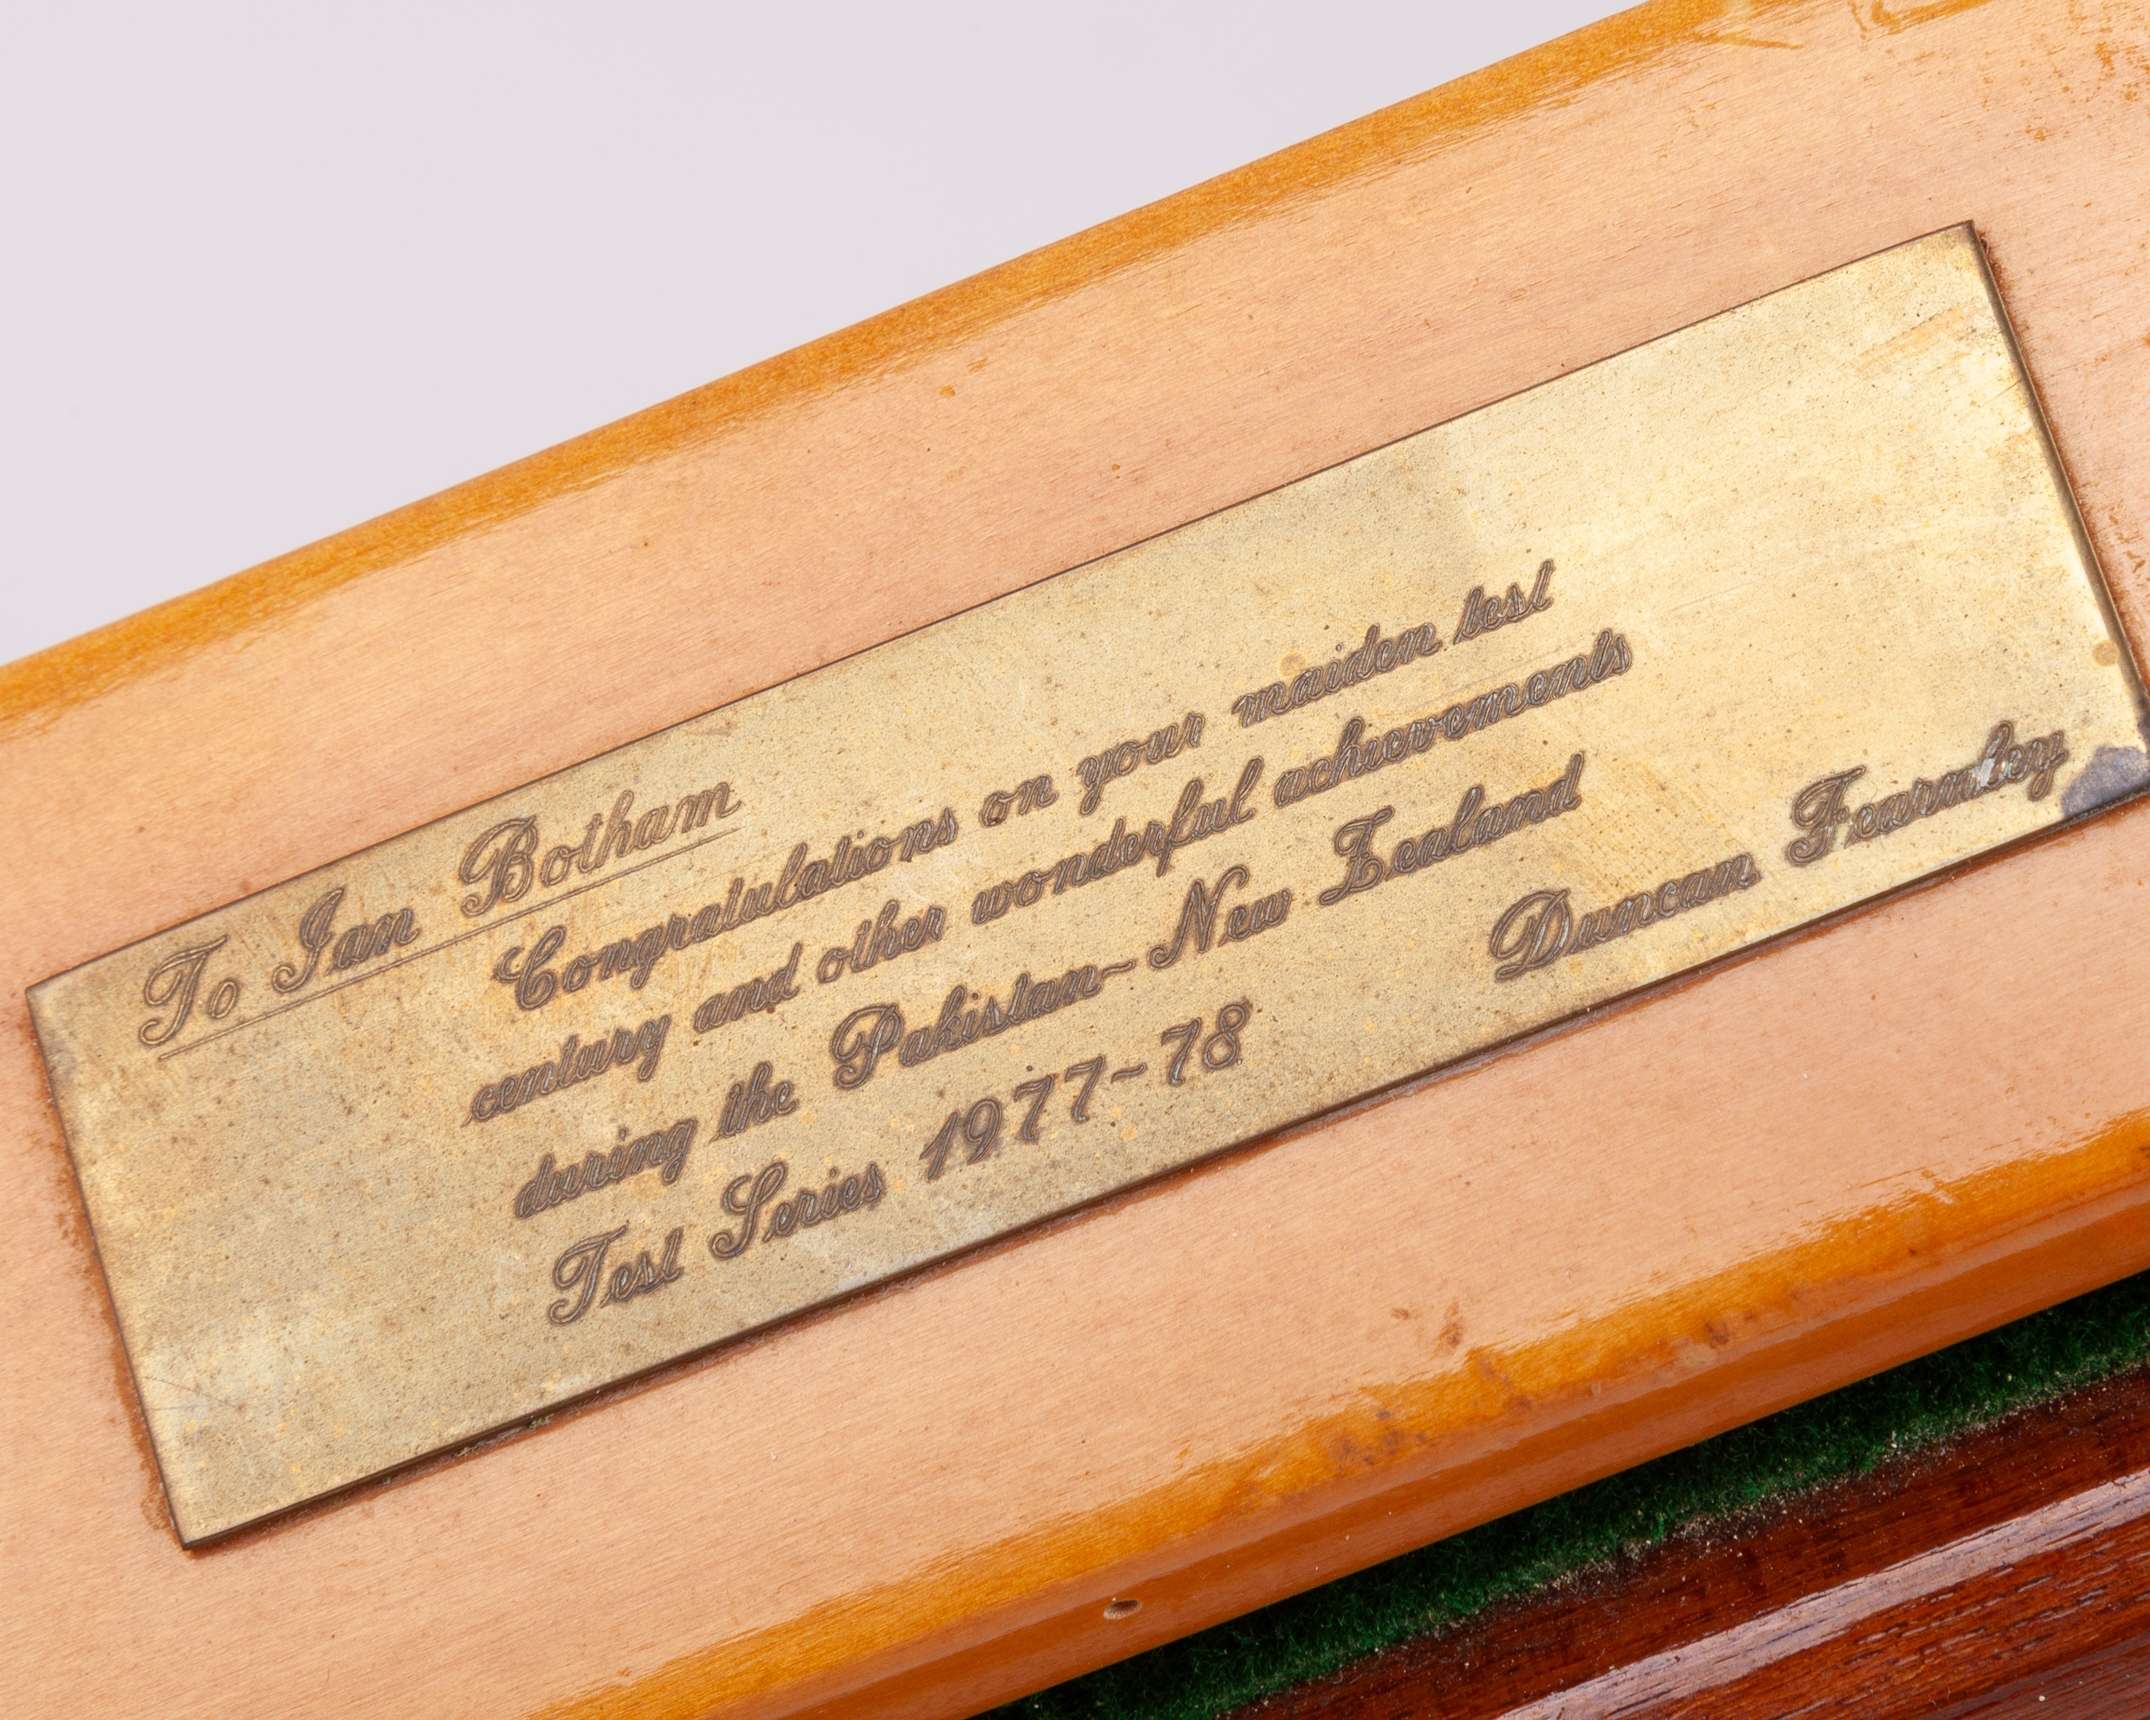 To Ian Botham
Congratulations on your maiden test
century and other wonderful achievements
during the Pakistan~New Zealand
Test Series 1977~78
Duncan Fearnley